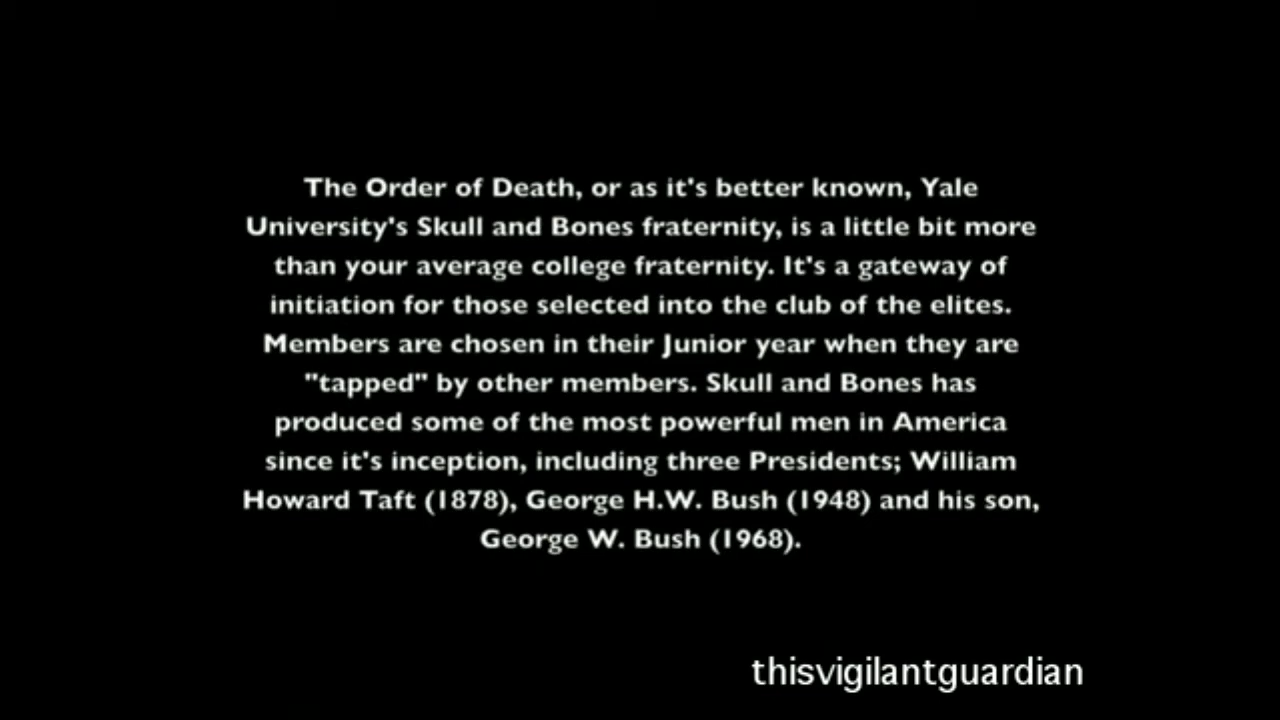 The Order of Death, or as it's better known, Yale
University's Skull and Bones fraternity, is a little bit more
than your average college fraternity. It's a gateway of
initiation for those selected into the club of the elites.
Members are chosen in their Junior year when they are
"tapped" by other members. Skull and Bones has
produced some of the most powerful men in America
since it's inception, including three Presidents; William
Howard Taft (1878), George H.W. Bush (1948) and his son,
George W. Bush (1968).
thisvigilantguardian